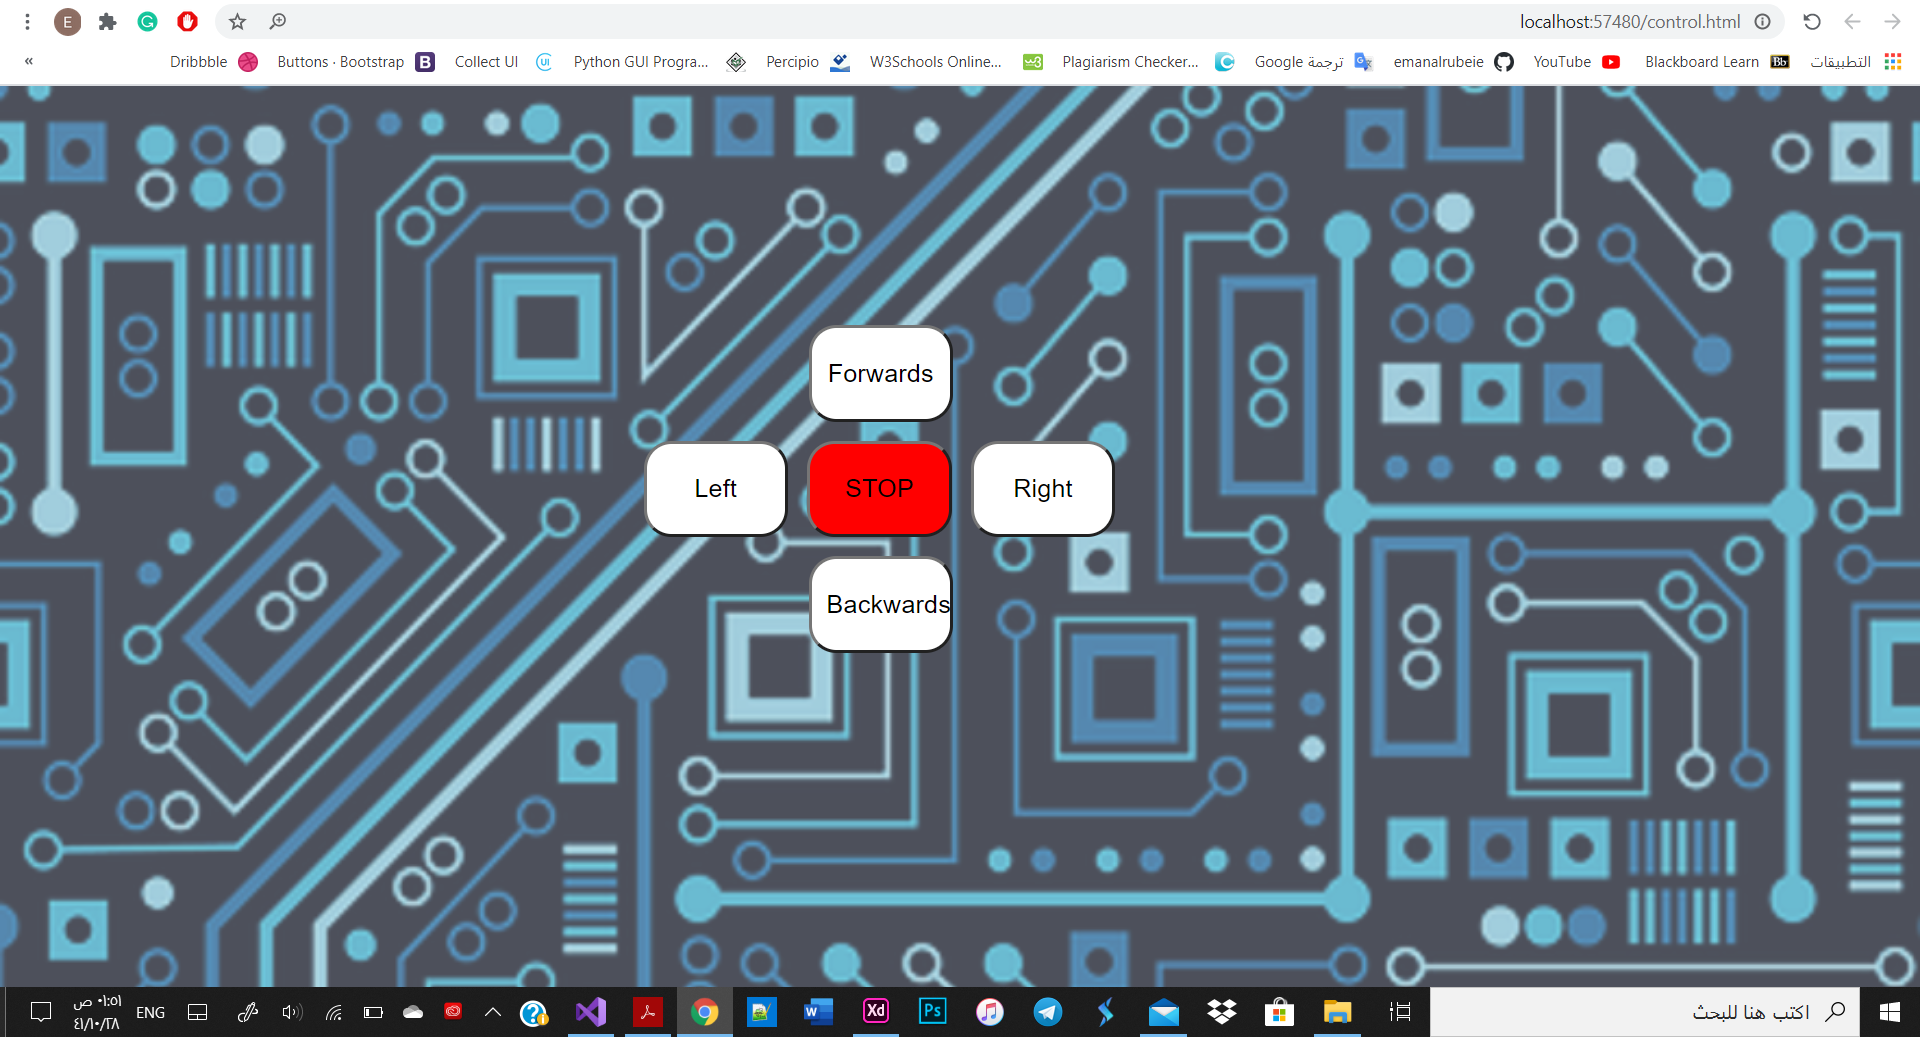 localhost:57480/control.html
E
«
Dribbble
Buttons · Bootstrap
Collect UI
Python GUI Progra...
Percipio
W3Schools Online...
Plagiarism Checker...
ترجمة Google
emanalrubeie
YouTube
Blackboard Learn
التطبيقات
Forwards
Left
STOP
Right
Backwards
٠١:٥١ ص
ENG
٤١/١٠/٢٨
Xd
Ps
اكتب هنا للبحث